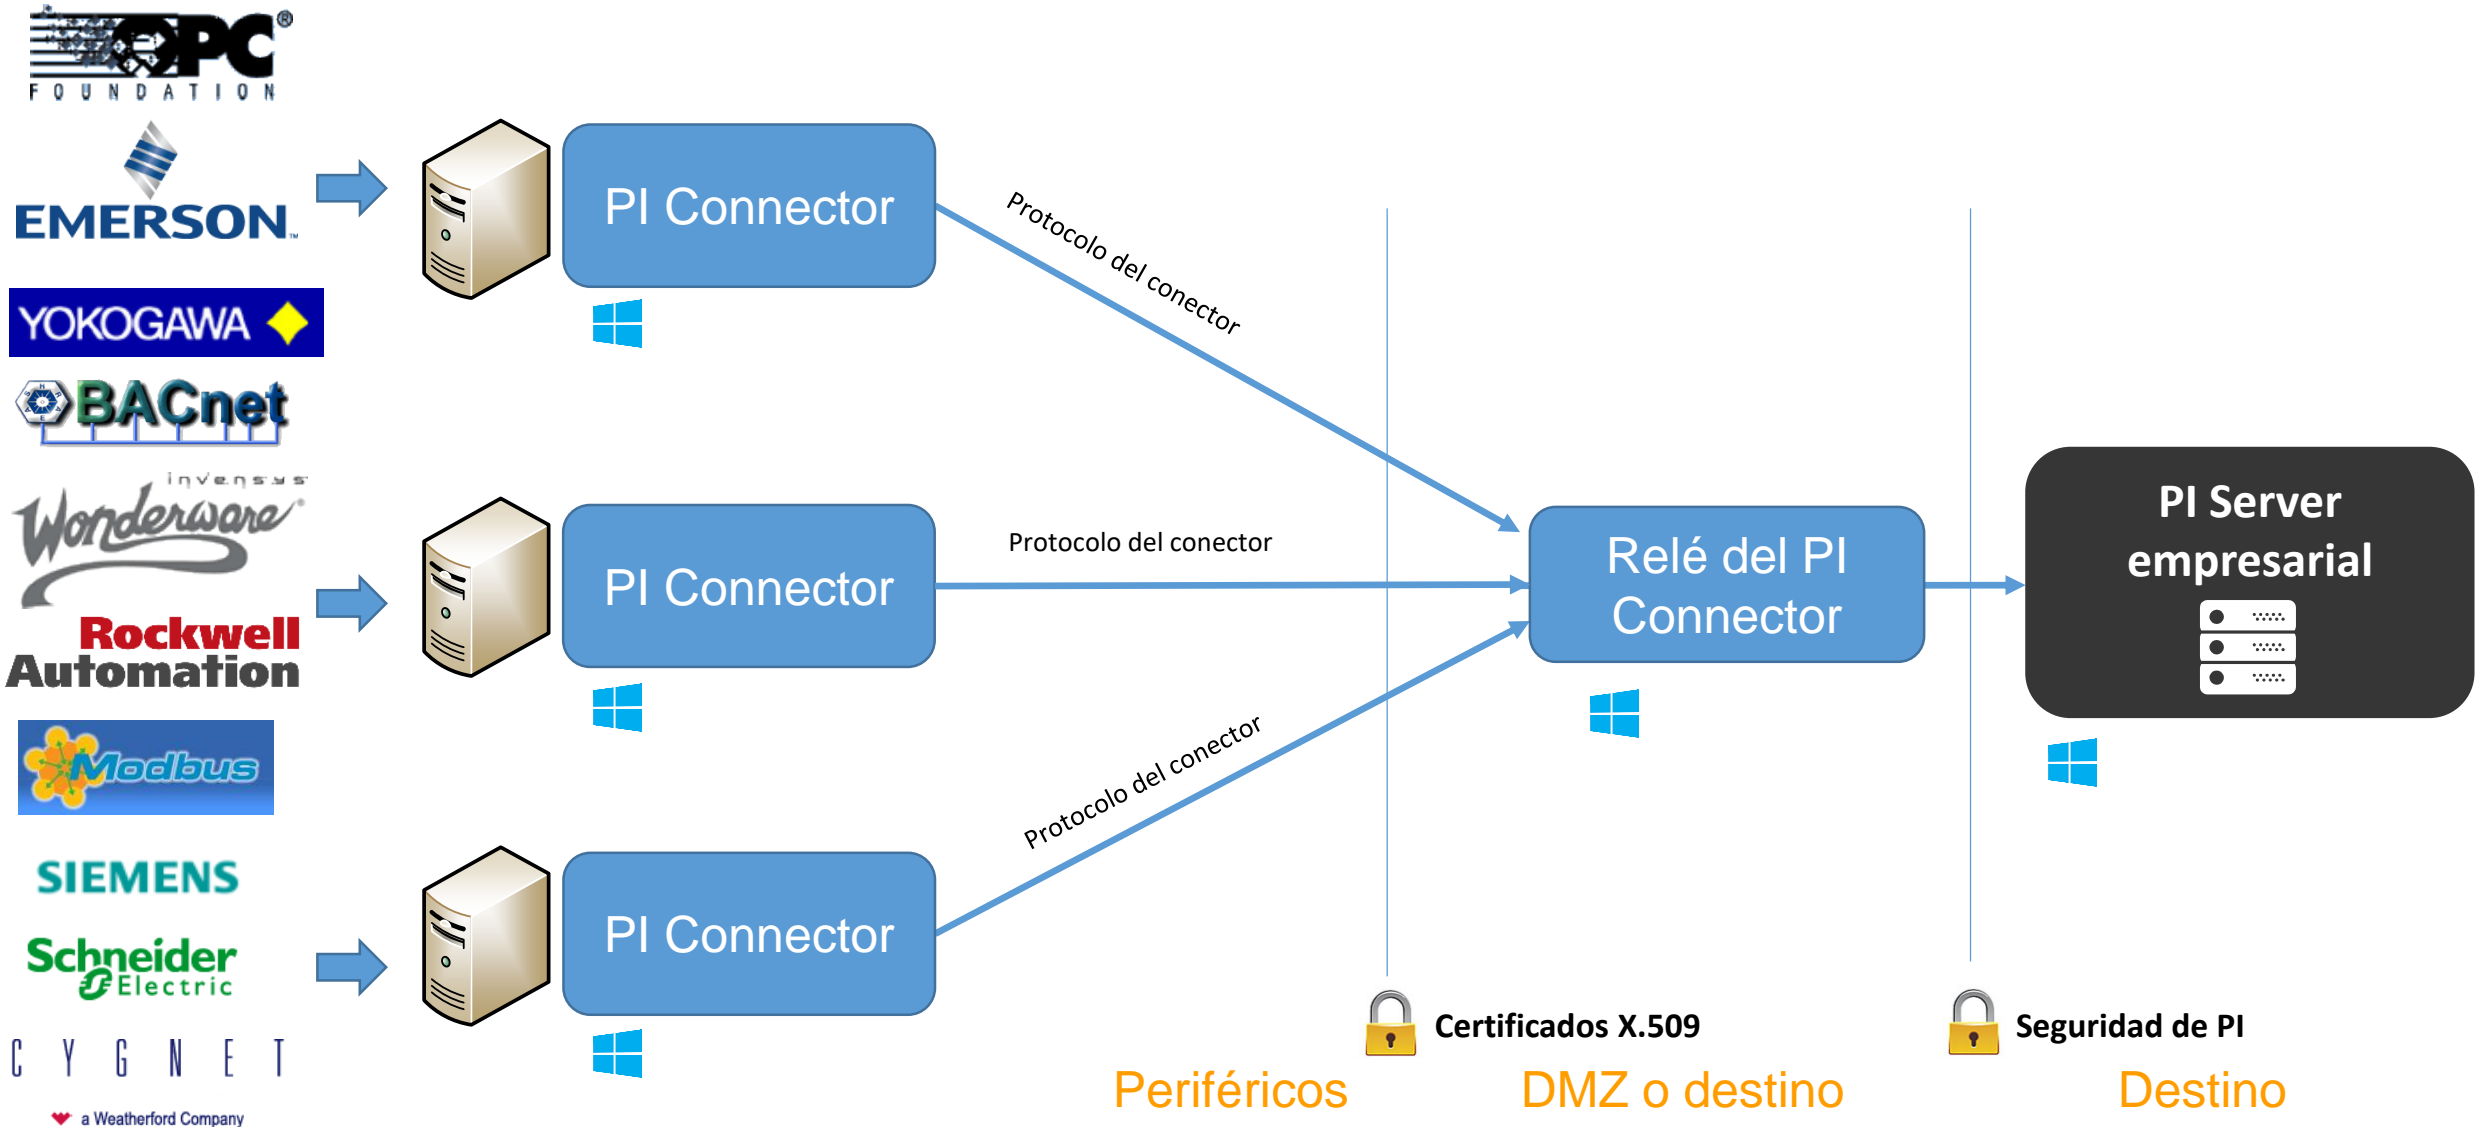 OPC®
FOUNDATION
EMERSON™
YOKOGAWA
BACnet
invensys
Wonderware®
Rockwell
Automation
Modbus
SIEMENS
Schneider
Electric
CYGNET
a Weatherford Company
PI Connector
PI Connector
PI Connector
Protocolo del conector
Protocolo del conector
Protocolo del conector
Relé del PI
Connector
PI Server
empresarial
Certificados X.509
Seguridad de PI
Periféricos
DMZ o destino
Destino